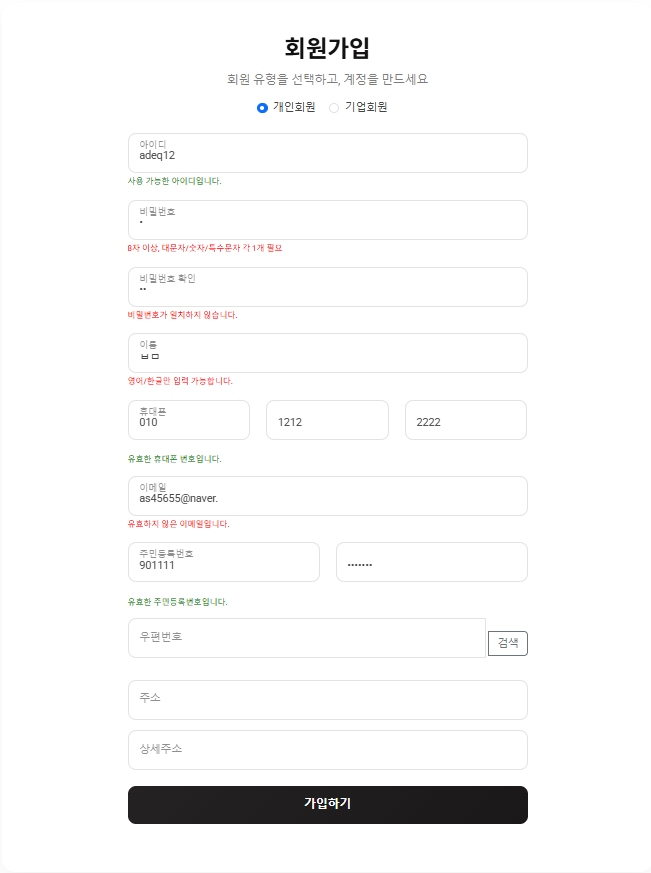 회원가입
회원 유형을 선택하고, 계정을 만드세요
개인회원 기업회원
아이디
adeq12
사용 가능한 아이디입니다.
비밀번호
•
8자 이상, 대문자/숫자/특수문자 각 1개 필요
비밀번호 확인
••
비밀번호가 일치하지 않습니다.
이름
ㅂㅁ
영어/한글만 입력 가능합니다.
휴대폰
010 1212 2222
유효한 휴대폰 번호입니다.
이메일
as45655@naver.
유효하지 않은 이메일입니다.
주민등록번호
901111 •••••••
유효한 주민등록번호입니다.
우편번호 검색
주소
상세주소
가입하기